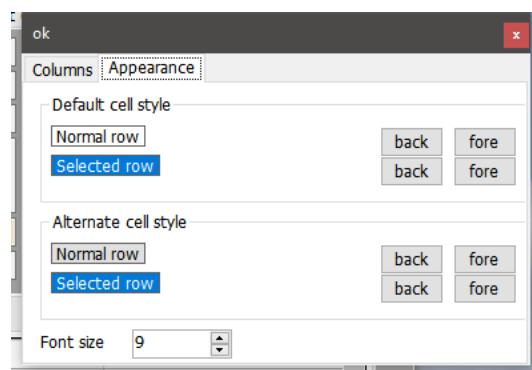 ok x
Columns Appearance
Default cell style
Normal row back fore
Selected row back fore
Alternate cell style
Normal row back fore
Selected row back fore
Font size 9